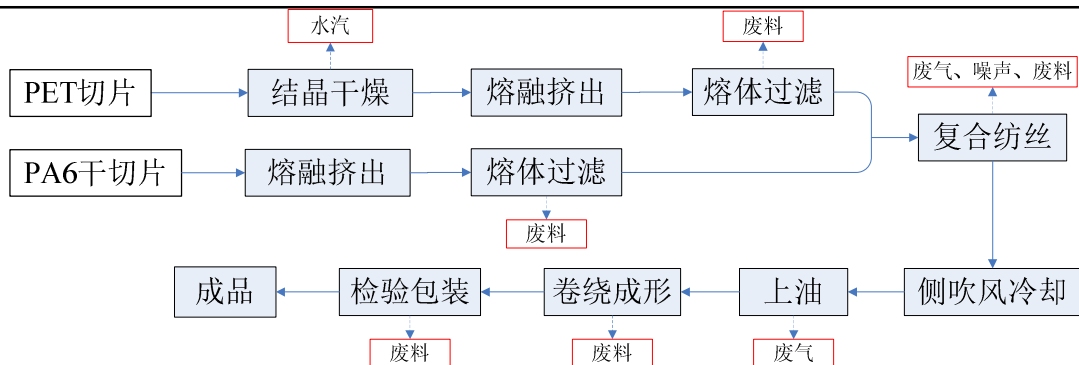 水汽
废料
废气、噪声、废料
PET切片
结晶干燥
熔融挤出
熔体过滤
复合纺丝
PA6干切片
熔融挤出
熔体过滤
废料
成品
检验包装
卷绕成形
上油
侧吹风冷却
废料
废料
废气